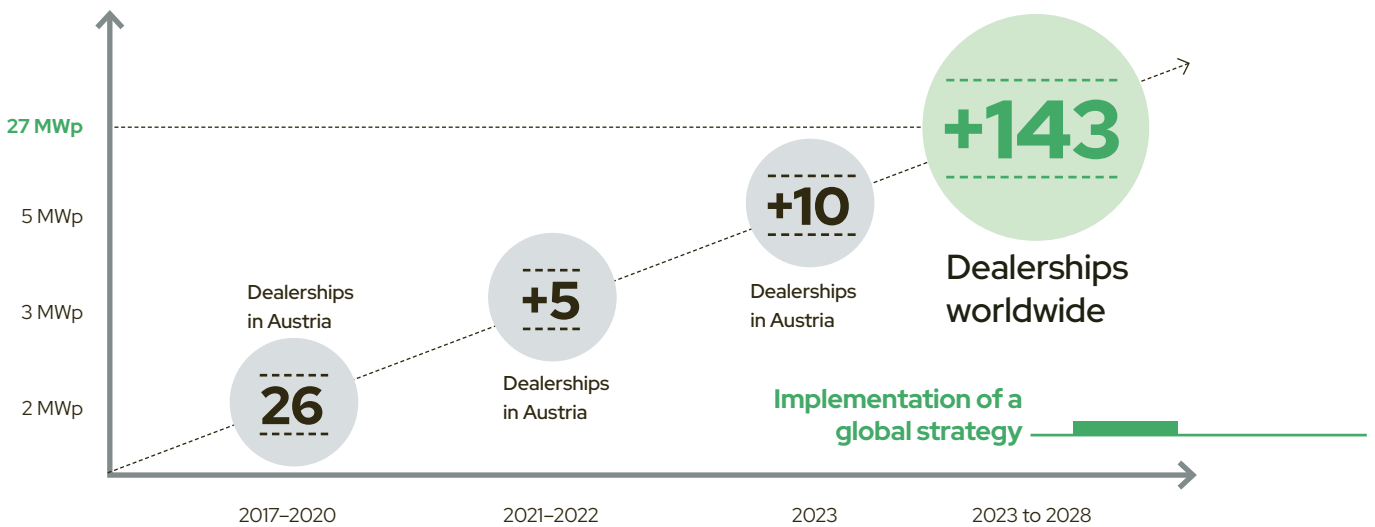 27 MWp
5 MWp
3 MWp
2 MWp
Dealerships
in Austria
26
+5
Dealerships
in Austria
+10
Dealerships
in Austria
+143
Dealerships
worldwide
Implementation of a
global strategy
2017–2020
2021–2022
2023
2023 to 2028